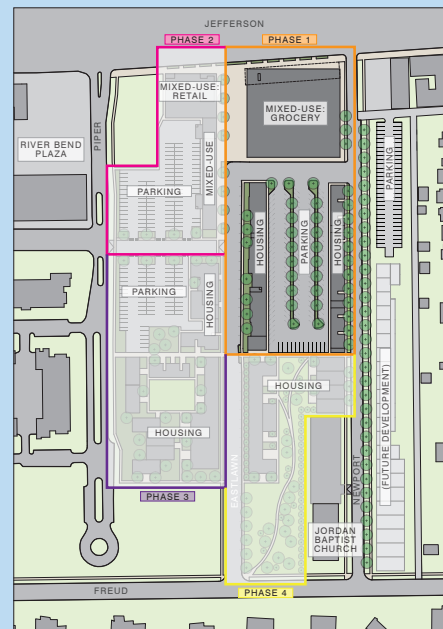 JEFFERSON
PHASE 2
PHASE 1
MIXED-USE:
RETAIL
MIXED-USE:
GROCERY
PIPER
RIVER BEND
PLAZA
MIXED-USE
PARKING
PARKING
HOUSING
PARKING
HOUSING
PARKING
HOUSING
HOUSING
HOUSING
(FUTURE DEVELOPMENT)
EASTLAWN
NEWPORT
PHASE 3
JORDAN
BAPTIST
CHURCH
FREUD
PHASE 4